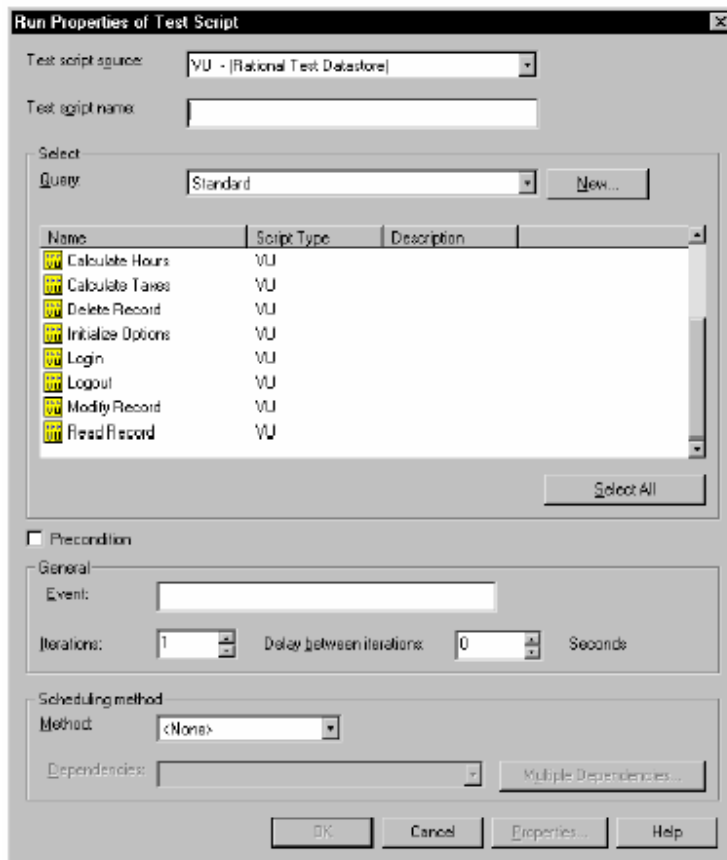 Run Properties of Test Script
Test script source: VU - (Rational Test Datastore)
Test script name:
Select
Query: Standard New...
Name Script Type Description
Calculate Hours VU
Calculate Taxes VU
Delete Record VU
Initialize Options VU
Login VU
Logout VU
Modify Record VU
Read Record VU
Select All
Precondition
General
Event:
Iterations: 1 Delay between iterations: 0 Seconds
Scheduling method
Method: <None>
Dependencies: Multiple Dependencies...
OK Cancel Properties... Help